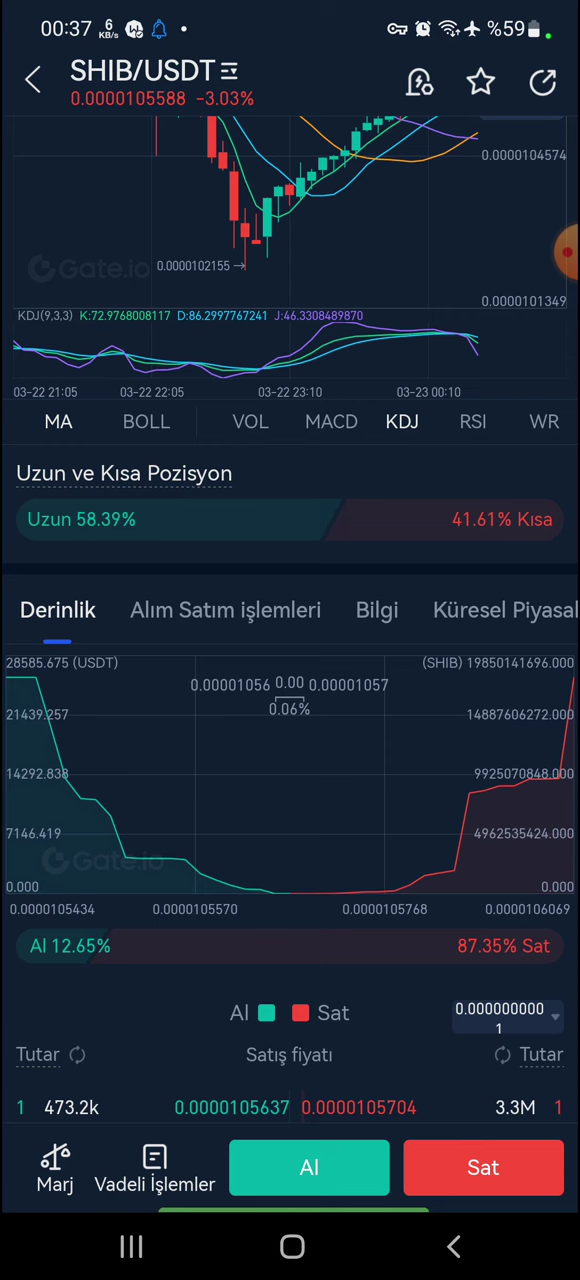 00:37 6 KB/s %59
SHIB/USDT
0.0000105588 -3.03%
0.0000104574
Gate.io
0.0000102155
0.0000101349
KDJ(9,3,3) K:72.9768008117 D:86.2997767241 J:46.3308489870
03-22 21:05 03-22 22:05 03-22 23:10 03-23 00:10
MA BOLL VOL MACD KDJ RSI WR
Uzun ve Kısa Pozisyon
Uzun 58.39% 41.61% Kısa
Derinlik Alım Satım işlemleri Bilgi Küresel Piyasal
28585.675 (USDT) (SHIB) 19850141696.000
0.00001056 0.00 0.00001057
0.06%
21439.257 14887606272.000
14292.838 9925070848.000
7146.419 4962535424.000
Gate.io
0.000 0.000
0.0000105434 0.0000105570 0.0000105768 0.0000106069
Al 12.65% 87.35% Sat
Al Sat 0.000000000
1
Tutar Satış fiyatı Tutar
1 473.2k 0.0000105637 0.0000105704 3.3M 1
Marj Vadeli İşlemler Al Sat